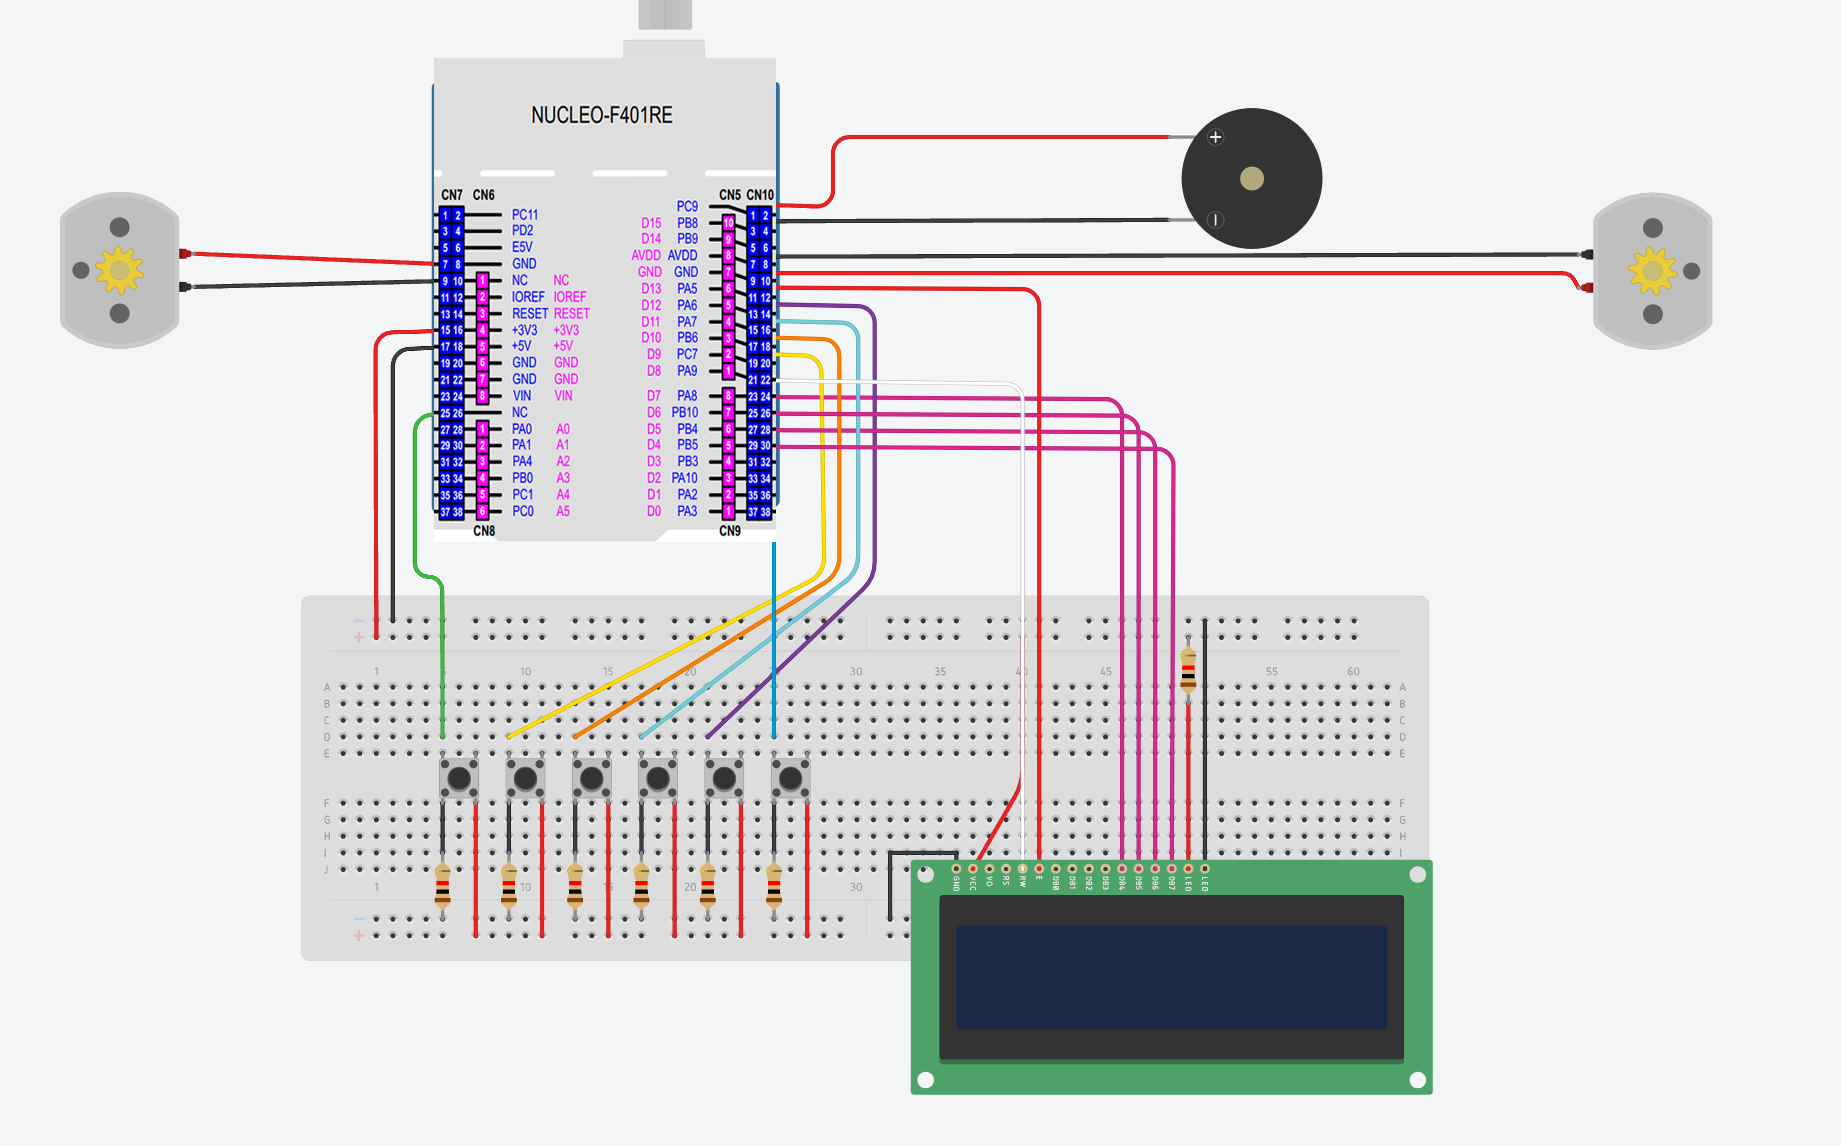 NUCLEO-F401RE
CN7 CN6 CN5 CN10
PC9
1 2 PC11 1 2
D15 PB8 10
3 4 PD2 3 4
D14 PB9 9
5 6 E5V 5 6
AVDD AVDD 8
7 8 GND 7 8
GND GND 7
9 10 1 NC NC 9 10
D13 PA5 6
11 12 2 IOREF IOREF 11 12
D12 PA6 5
13 14 3 RESET RESET 13 14
D11 PA7 4
15 16 4 +3V3 +3V3 15 16
D10 PB6 3
17 18 5 +5V +5V 17 18
D9 PC7 2
19 20 6 GND GND 19 20
D8 PA9 1
21 22 7 GND GND 21 22
23 24 8 VIN VIN D7 PA8 8 23 24
25 26 NC D6 PB10 7 25 26
27 28 1 PA0 A0 D5 PB4 6 27 28
29 30 2 PA1 A1 D4 PB5 5 29 30
31 32 3 PA4 A2 D3 PB3 4 31 32
33 34 4 PB0 A3 D2 PA10 3 33 34
35 36 5 PC1 A4 D1 PA2 2 35 36
37 38 6 PC0 A5 D0 PA3 1 37 38
CN8 CN9
+
−
−
+
1 10 15 20 30 35 40 45 55 60
A A
B B
C C
D D
E E
F F
G G
H H
I I
J
1 10 20 30
−
+
GND VCC VO RS RW E DB0 DB1 DB2 DB3 DB4 DB5 DB6 DB7 LED LED